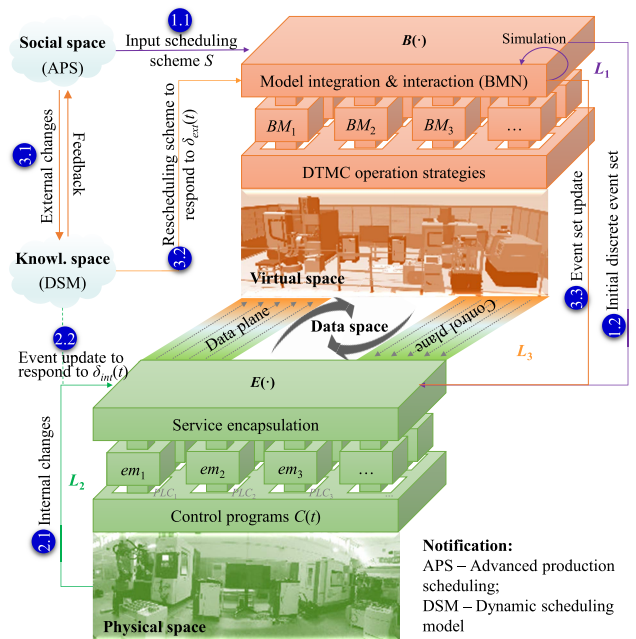 1.1
Social space
(APS)
Input scheduling
scheme S
B(·)
Simulation
L1
Model integration & interaction (BMN)
BM1
BM2
BM3
...
DTMC operation strategies
3.1
External changes
Feedback
Rescheduling scheme to
respond to δext(t)
3.2
Knowl. space
(DSM)
Virtual space
Event set update
3.3
Initial discrete event set
1.2
Data plane
Data space
Control plane
L3
2.2
Event update to
respond to δint(t)
E(·)
Service encapsulation
em1
em2
em3
...
PLC1
PLC2
PLC3
...
Control programs C(t)
L2
Internal changes
2.1
Physical space
Notification:
APS – Advanced production
scheduling;
DSM – Dynamic scheduling
model